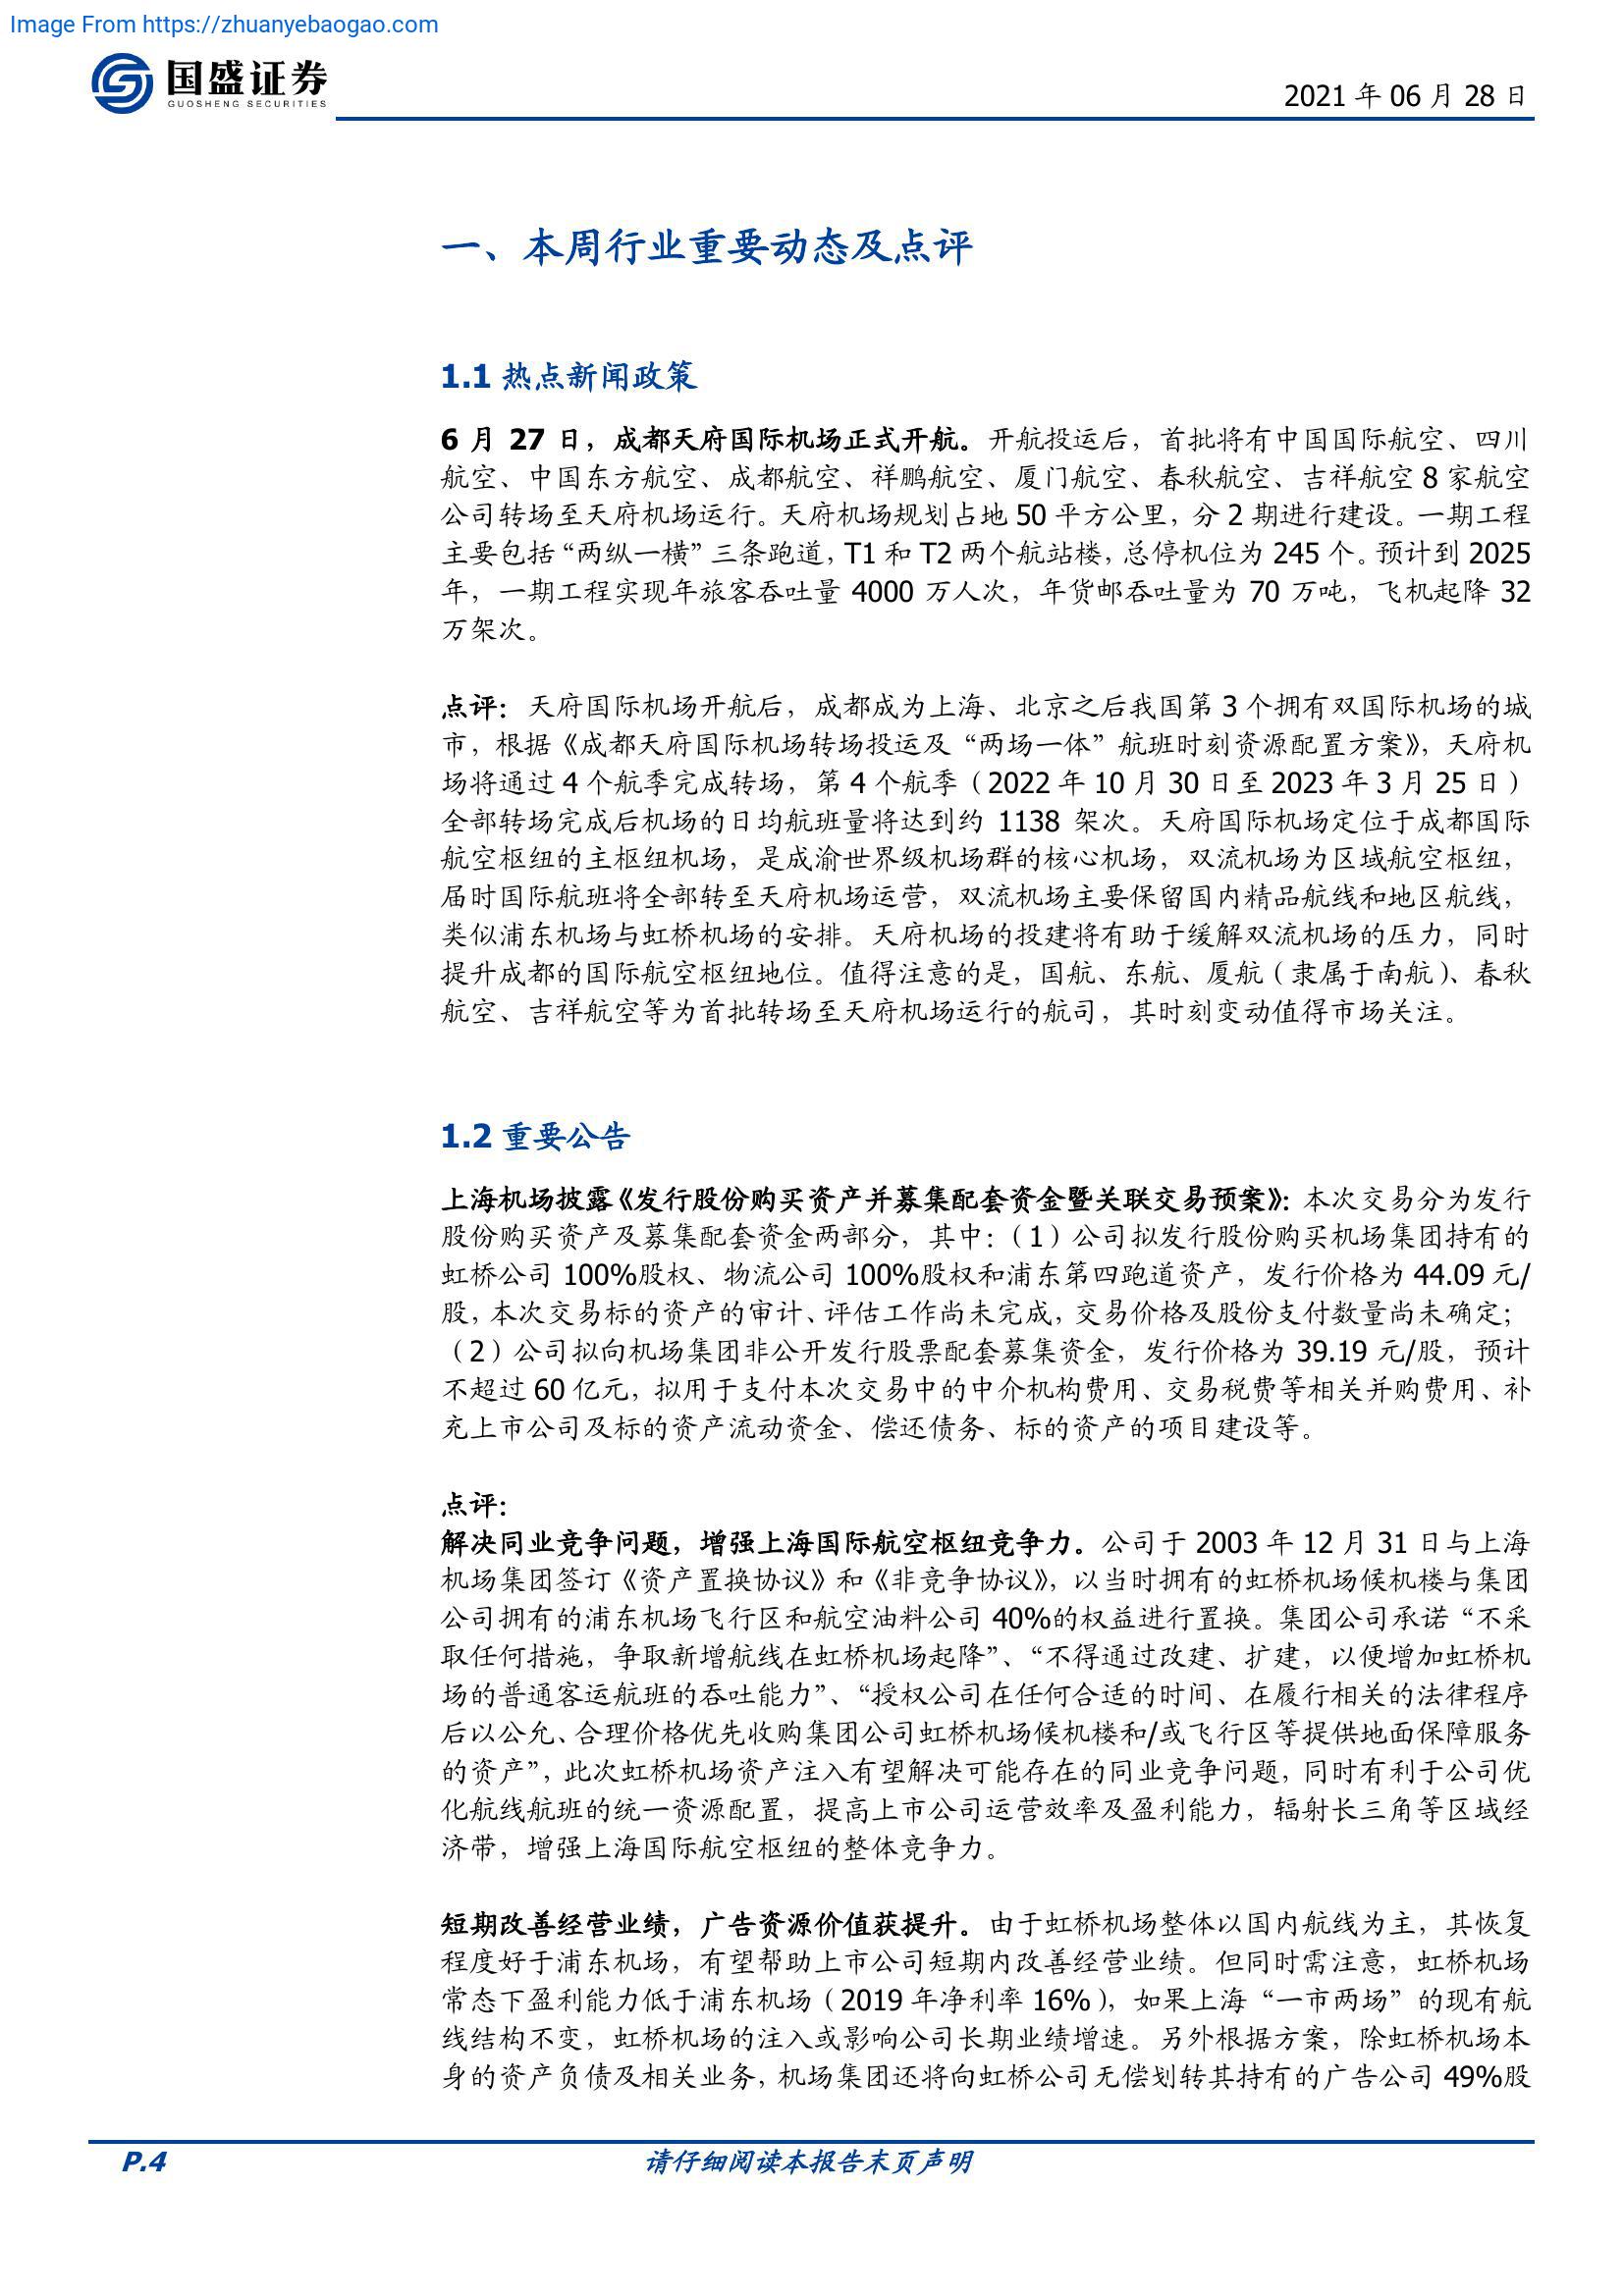 Image From https://zhuanyebaogao.com
国盛证券
GUOSHENG SECURITIES
2021 年 06 月 28 日
一、本周行业重要动态及点评
1.1 热点新闻政策
6 月 27 日，成都天府国际机场正式开航。开航投运后，首批将有中国国际航空、四川
航空、中国东方航空、成都航空、祥鹏航空、厦门航空、春秋航空、吉祥航空 8 家航空
公司转场至天府机场运行。天府机场规划占地 50 平方公里，分 2 期进行建设。一期工程
主要包括“两纵一横”三条跑道，T1 和 T2 两个航站楼，总停机位为 245 个。预计到 2025
年，一期工程实现年旅客吞吐量 4000 万人次，年货邮吞吐量为 70 万吨，飞机起降 32
万架次。
点评：天府国际机场开航后，成都成为上海、北京之后我国第 3 个拥有双国际机场的城
市，根据《成都天府国际机场转场投运及“两场一体”航班时刻资源配置方案》，天府机
场将通过 4 个航季完成转场，第 4 个航季（2022 年 10 月 30 日至 2023 年 3 月 25 日）
全部转场完成后机场的日均航班量将达到约 1138 架次。天府国际机场定位于成都国际
航空枢纽的主枢纽机场，是成渝世界级机场群的核心机场，双流机场为区域航空枢纽，
届时国际航班将全部转至天府机场运营，双流机场主要保留国内精品航线和地区航线，
类似浦东机场与虹桥机场的安排。天府机场的投建将有助于缓解双流机场的压力，同时
提升成都的国际航空枢纽地位。值得注意的是，国航、东航、厦航（隶属于南航）、春秋
航空、吉祥航空等为首批转场至天府机场运行的航司，其时刻变动值得市场关注。
1.2 重要公告
上海机场披露《发行股份购买资产并募集配套资金暨关联交易预案》：本次交易分为发行
股份购买资产及募集配套资金两部分，其中：（1）公司拟发行股份购买机场集团持有的
虹桥公司 100%股权、物流公司 100%股权和浦东第四跑道资产，发行价格为 44.09 元/
股，本次交易标的资产的审计、评估工作尚未完成，交易价格及股份支付数量尚未确定；
（2）公司拟向机场集团非公开发行股票配套募集资金，发行价格为 39.19 元/股，预计
不超过 60 亿元，拟用于支付本次交易中的中介机构费用、交易税费等相关并购费用、补
充上市公司及标的资产流动资金、偿还债务、标的资产的项目建设等。
点评：
解决同业竞争问题，增强上海国际航空枢纽竞争力。公司于 2003 年 12 月 31 日与上海
机场集团签订《资产置换协议》和《非竞争协议》，以当时拥有的虹桥机场候机楼与集团
公司拥有的浦东机场飞行区和航空油料公司 40%的权益进行置换。集团公司承诺“不采
取任何措施，争取新增航线在虹桥机场起降”、“不得通过改建、扩建，以便增加虹桥机
场的普通客运航班的吞吐能力”、“授权公司在任何合适的时间、在履行相关的法律程序
后以公允、合理价格优先收购集团公司虹桥机场候机楼和/或飞行区等提供地面保障服务
的资产”，此次虹桥机场资产注入有望解决可能存在的同业竞争问题，同时有利于公司优
化航线航班的统一资源配置，提高上市公司运营效率及盈利能力，辐射长三角等区域经
济带，增强上海国际航空枢纽的整体竞争力。
短期改善经营业绩，广告资源价值获提升。由于虹桥机场整体以国内航线为主，其恢复
程度好于浦东机场，有望帮助上市公司短期内改善经营业绩。但同时需注意，虹桥机场
常态下盈利能力低于浦东机场（2019 年净利率 16%），如果上海“一市两场”的现有航
线结构不变，虹桥机场的注入或影响公司长期业绩增速。另外根据方案，除虹桥机场本
身的资产负债及相关业务，机场集团还将向虹桥公司无偿划转其持有的广告公司 49%股
P.4
请仔细阅读本报告末页声明